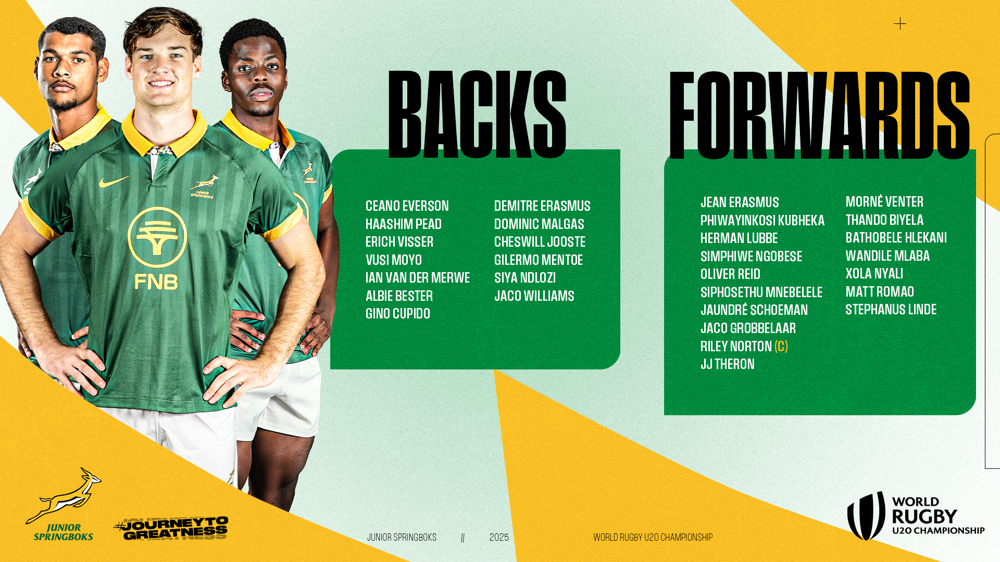 BACKS
CEANO EVERSON
HAASHIM PEAD
ERICH VISSER
VUSI MOYO
IAN VAN DER MERWE
ALBIE BESTER
GINO CUPIDO
DEMITRE ERASMUS
DOMINIC MALGAS
CHESWILL JOOSTE
GILERMO MENTOE
SIYA NDLOZI
JACO WILLIAMS
FORWARDS
JEAN ERASMUS
PHIWAYINKOSI KUBHEKA
HERMAN LUBBE
SIMPHIWE NGOBESE
OLIVER REID
SIPHOSETHU MNEBELELE
JAUNDRÉ SCHOEMAN
JACO GROBBELAAR
RILEY NORTON (C)
JJ THERON
MORNÉ VENTER
THANDO BIYELA
BATHOBELE HLEKANI
WANDILE MLABA
XOLA NYALI
MATT ROMAO
STEPHANUS LINDE
JUNIOR
SPRINGBOKS
FNB
JUNIOR
SPRINGBOKS
JUNIOR
SPRINGBOKS
#JOURNEYTO
GREATNESS
JUNIOR SPRINGBOKS // 2025 WORLD RUGBY U20 CHAMPIONSHIP
WORLD
RUGBY
U20 CHAMPIONSHIP